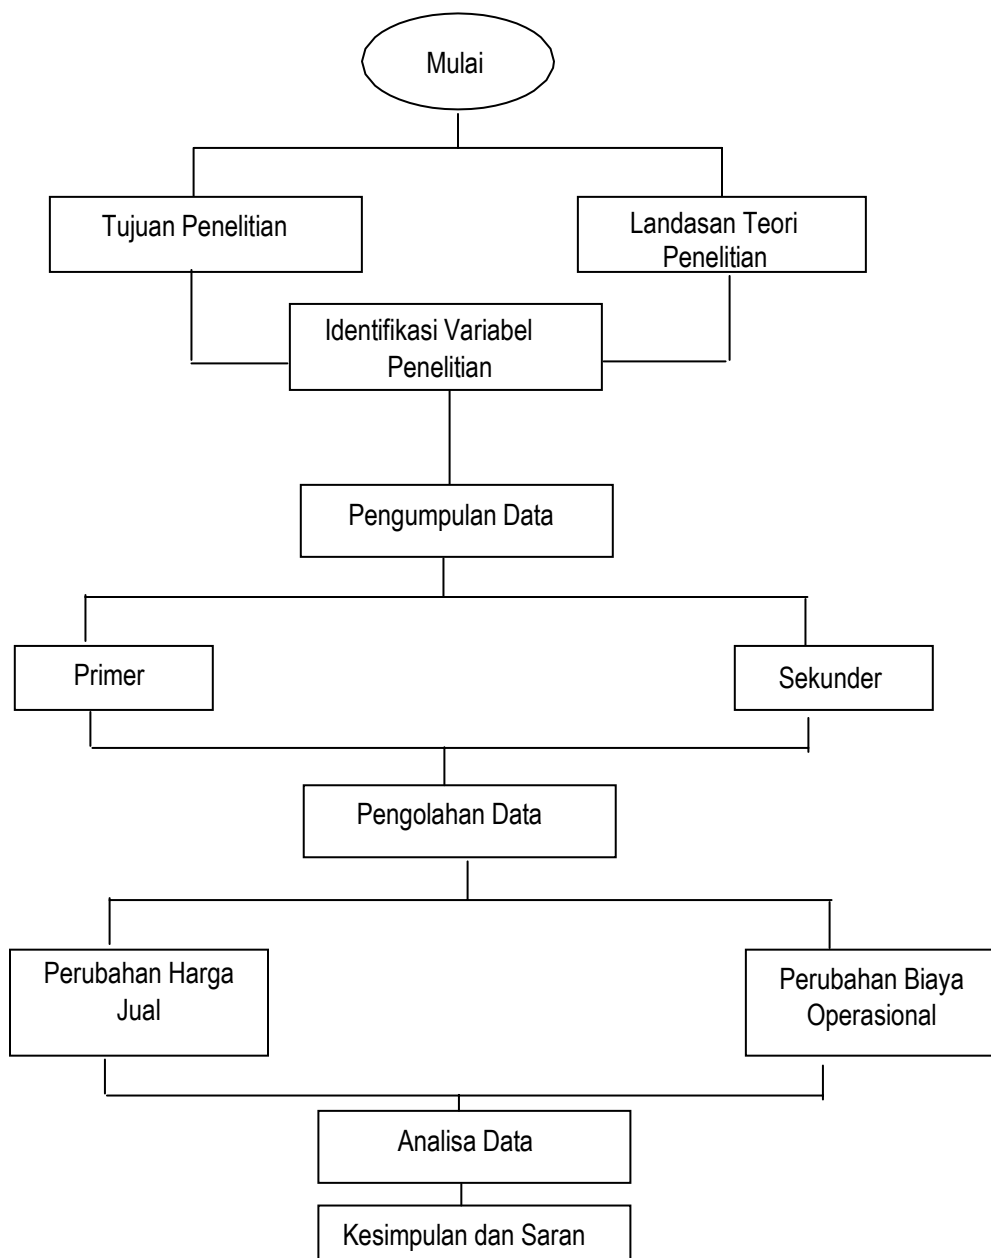 Mulai
Tujuan Penelitian
Landasan Teori
Penelitian
Identifikasi Variabel
Penelitian
Pengumpulan Data
Primer
Sekunder
Pengolahan Data
Perubahan Harga
Jual
Perubahan Biaya
Operasional
Analisa Data
Kesimpulan dan Saran